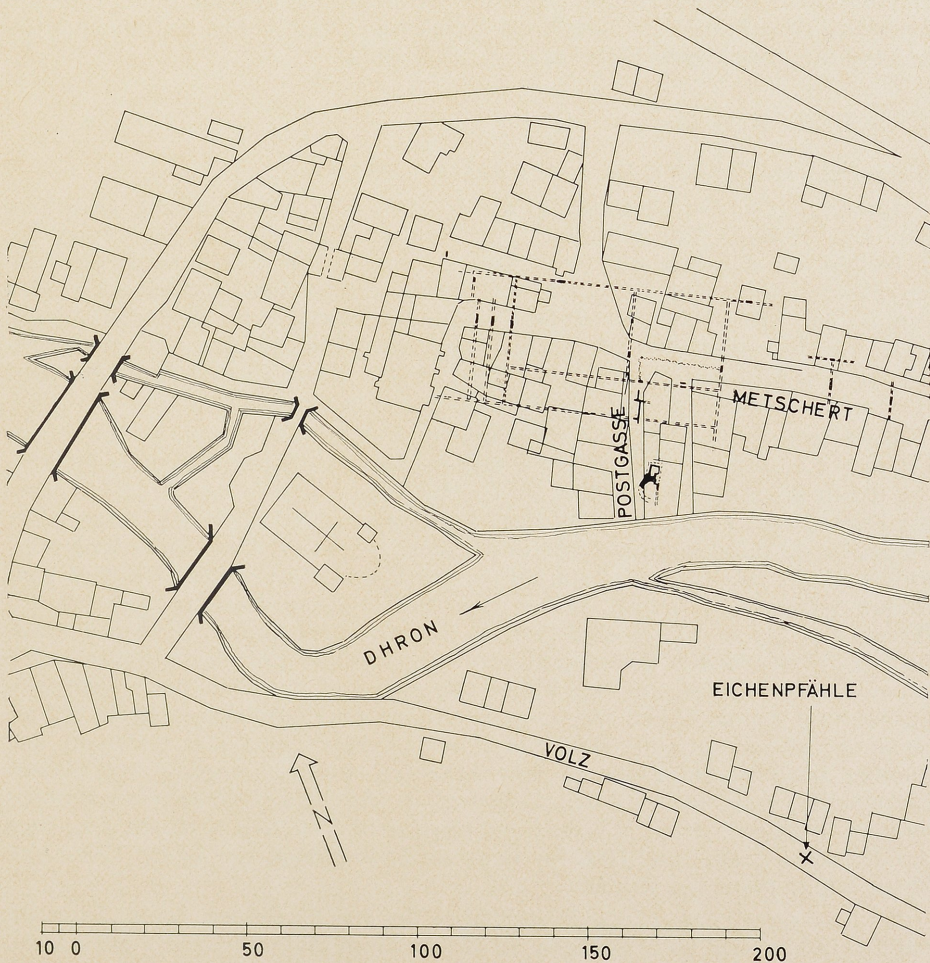 METSCHERT
POSTGASSE
DHRON
EICHENPFÄHLE
VOLZ
N
10 0 50 100 150 200